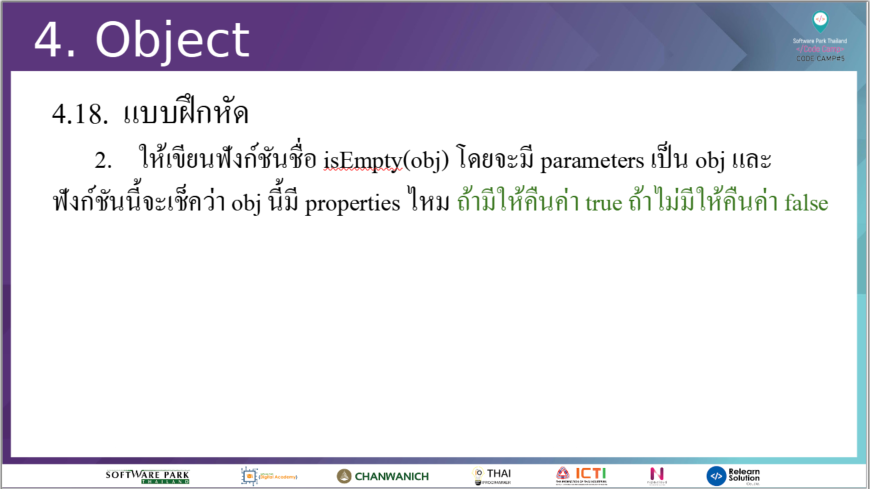 4. Object
Software Park Thailand
CODE CAMP#5
4.18. แบบฝึกหัด
2. ให้เขียนฟังก์ชันชื่อ isEmpty(obj) โดยจะมี parameters เป็น obj และ
ฟังก์ชันนี้จะเช็คว่า obj นี้มี properties ไหม ถ้ามีให้คืนค่า true ถ้าไม่มีให้คืนค่า false
SOFTWARE PARK
THAILAND
Digital Academy
CHANWANICH
THAI
PROGRAMMER
ICTI
N
Relearn
Solution